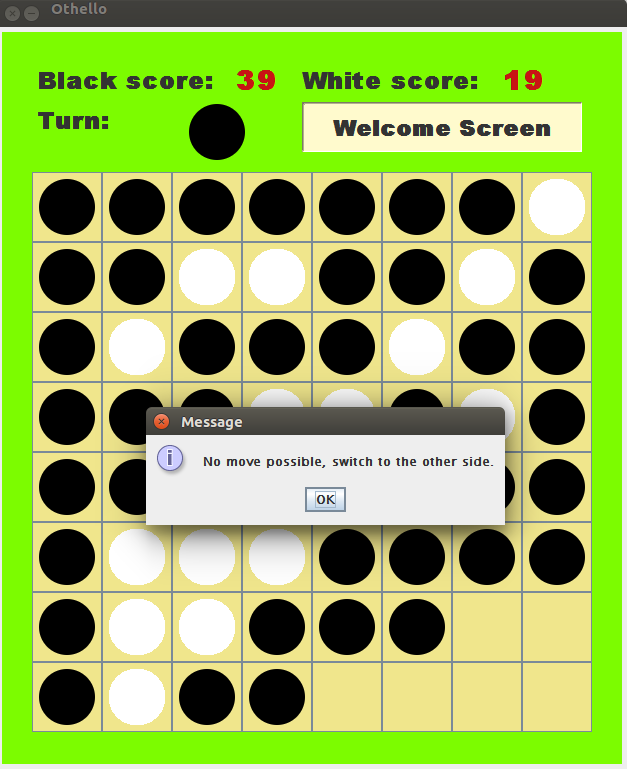 Othello
Black score: 39 White score: 19
Turn:
Welcome Screen
Message
i No move possible, switch to the other side.
OK